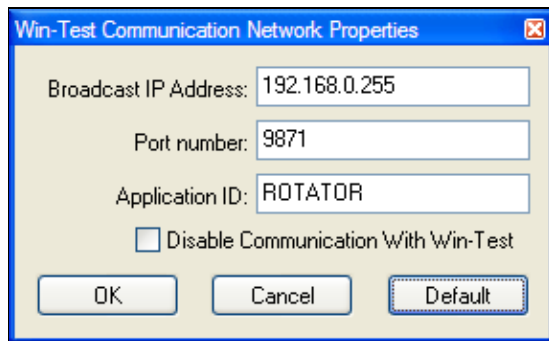 Win-Test Communication Network Properties
Broadcast IP Address: 192.168.0.255
Port number: 9871
Application ID: ROTATOR
Disable Communication With Win-Test
OK Cancel Default